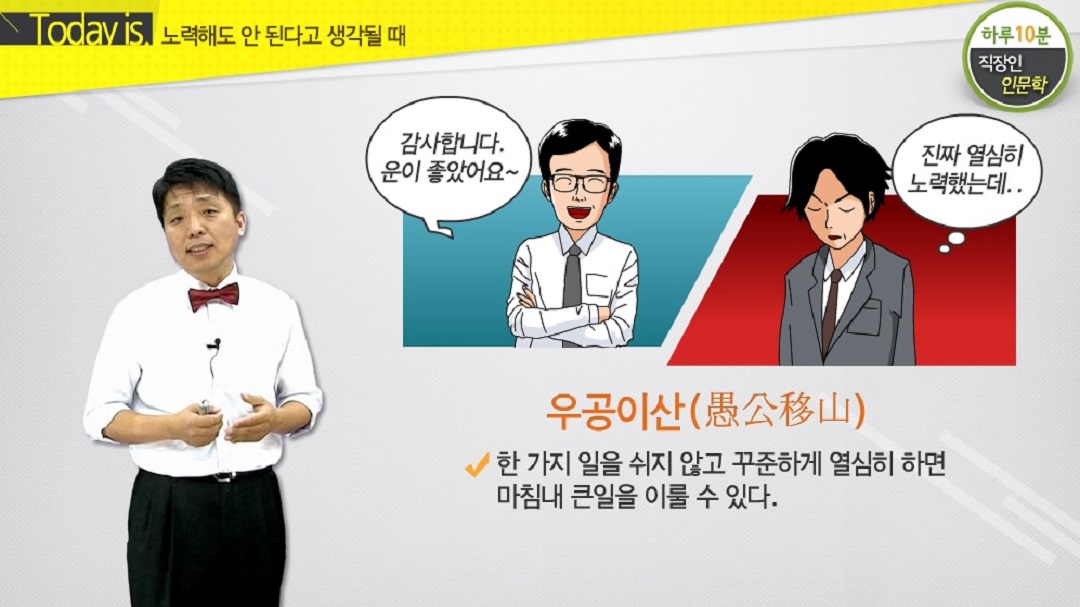 Today is. 노력해도 안 된다고 생각될 때
하루10분
직장인
인문학
감사합니다.
운이 좋았어요~
진짜 열심히
노력했는데. .
우공이산(愚公移山)
한 가지 일을 쉬지 않고 꾸준하게 열심히 하면
마침내 큰일을 이룰 수 있다.